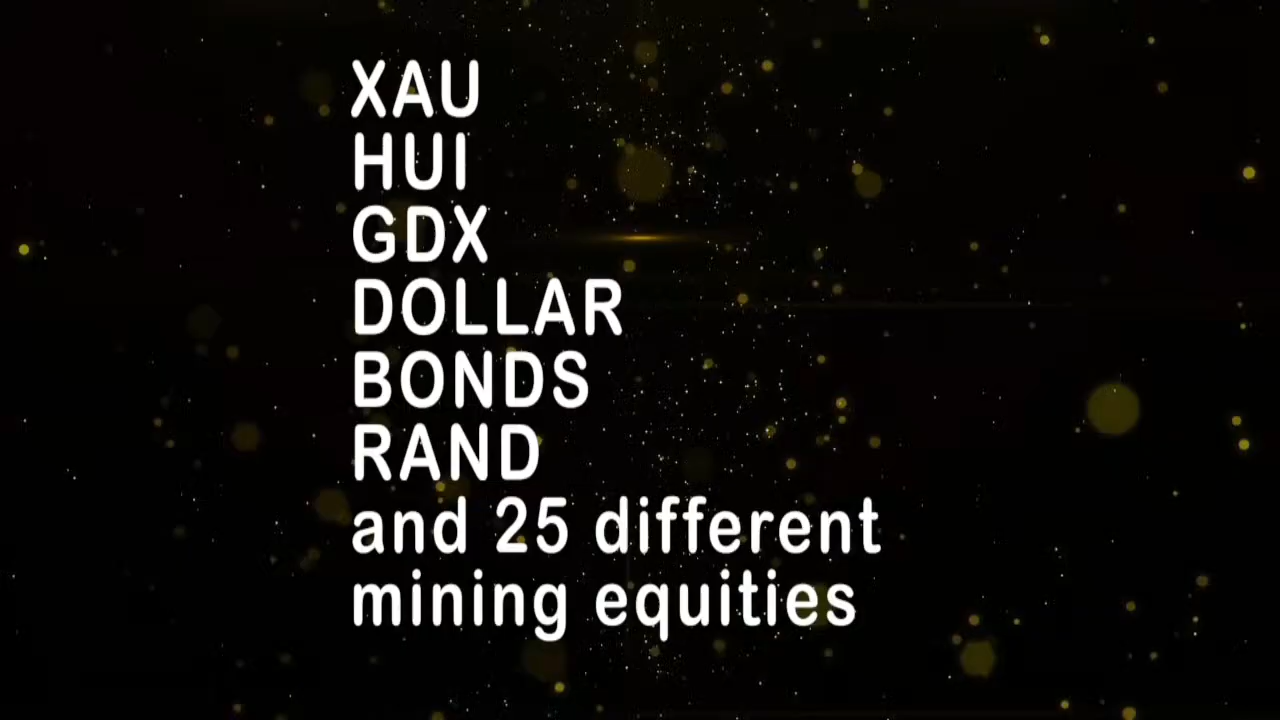 XAU
HUI
GDX
DOLLAR
BONDS
RAND
and 25 different
mining equities